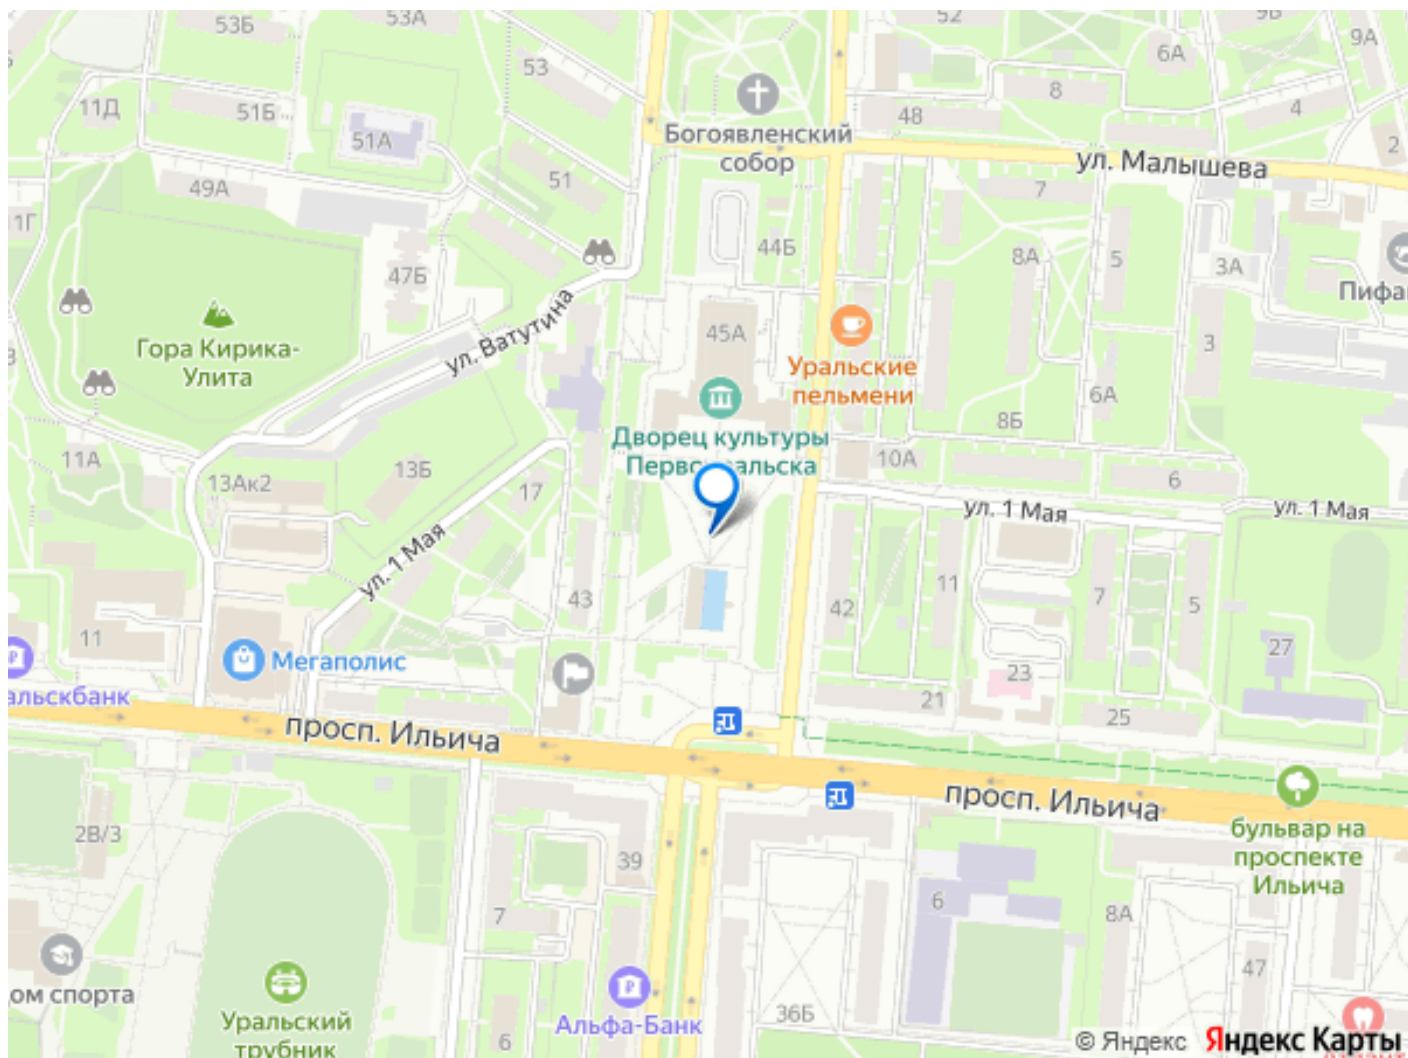 53Б
53А
52
9Б
53
6А
9А
11Д
51Б
51А
8
48
4
2
Богоявленский
собор
ул. Малышева
49А
51
7
1Г
44Б
8А
5
3А
47Б
Пифа
ул. Ватутина
45А
3
Гора Кирика-
Улита
Уральские
пельмени
6А
8Б
Дворец культуры
11А
13Б
10А
13Ак2
17
6
ул. 1 Мая
ул. 1 Мая
ул. 1 Мая
43
42
11
7
5
11
27
Мегаполис
23
альскбанк
21
25
просп. Ильича
просп. Ильича
бульвар на
проспекте
Ильича
2В/3
39
7
6
8А
47
ом спорта
Уральский
трубник
Альфа-Банк
36Б
6
© Яндекс Яндекс Карты